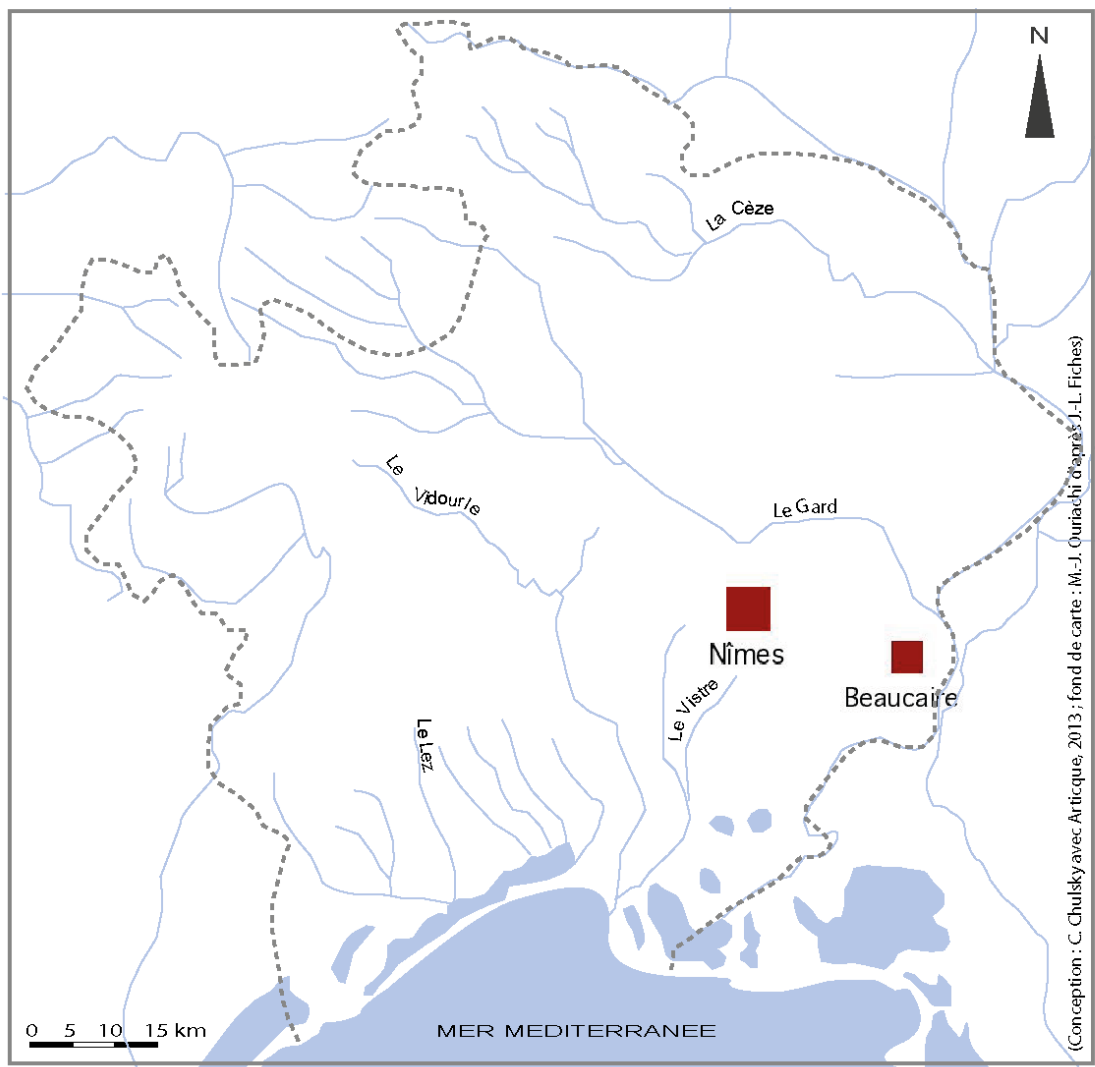 N
La Cèze
Le
Vidourle
Le Gard
Nîmes
Beaucaire
Le Vistre
Le Lez
0 5 10 15 km
MER MEDITERRANEE
(Conception : C. Chulsky avec Articque, 2013 ; fond de carte : M.-J. Ouriachi d'après J.-L. Fiches)